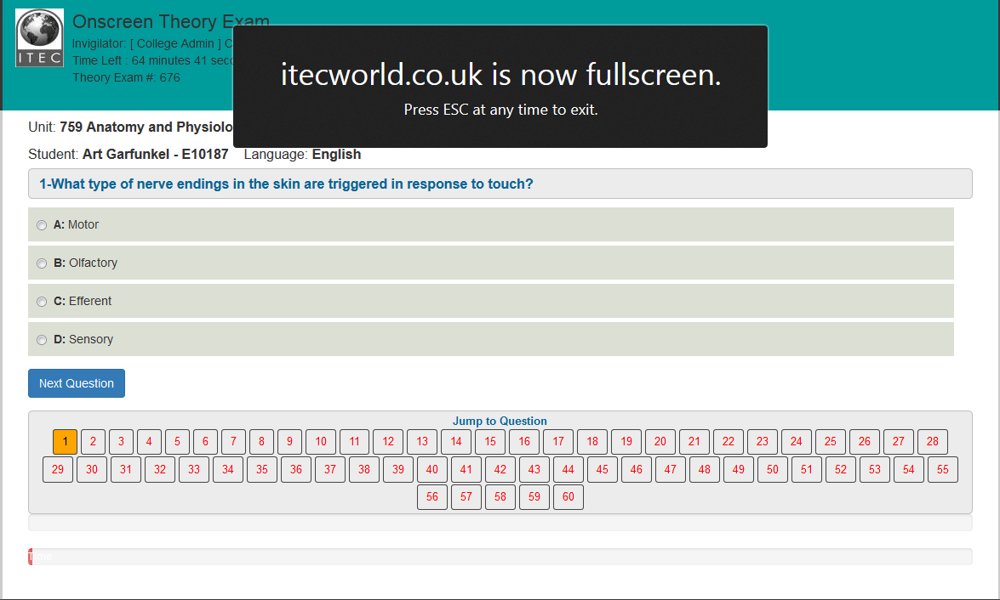 Onscreen Theory Exam
ITEC
Invigilator: [ College Admin ] C
Time Left : 64 minutes 41 seco
Theory Exam #: 676
itecworld.co.uk is now fullscreen.
Press ESC at any time to exit.
Unit: 759 Anatomy and Physiolo
Student: Art Garfunkel - E10187 Language: English
1-What type of nerve endings in the skin are triggered in response to touch?
A: Motor
B: Olfactory
C: Efferent
D: Sensory
Next Question
Jump to Question
1 2 3 4 5 6 7 8 9 10 11 12 13 14 15 16 17 18 19 20 21 22 23 24 25 26 27 28
29 30 31 32 33 34 35 36 37 38 39 40 41 42 43 44 45 46 47 48 49 50 51 52 53 54 55
56 57 58 59 60
Time